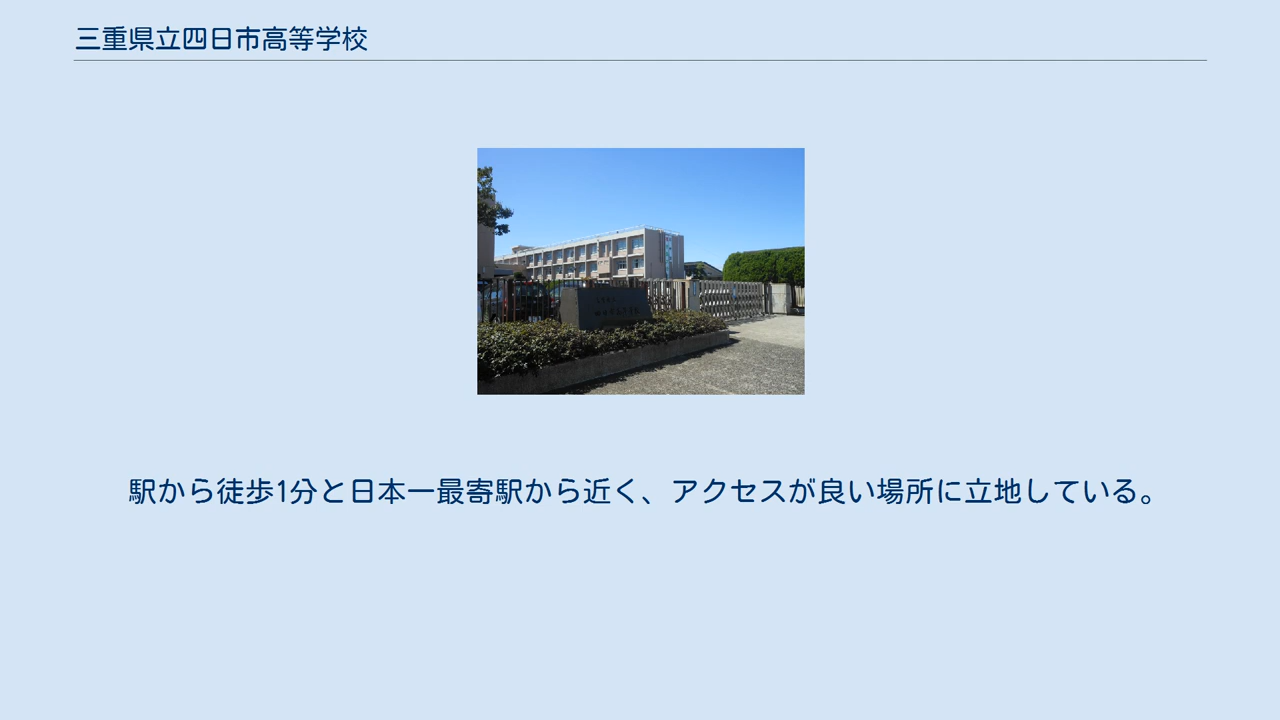 三重県立四日市高等学校
駅から徒歩1分と日本一最寄駅から近く、アクセスが良い場所に立地している。